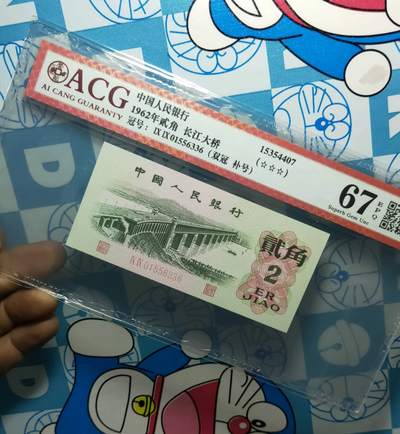 ACG
AI CANG GUARANTY
中国人民银行
1962年贰角 长江大桥
冠号：IXIX01556336（双冠 补号）
15354407
(☆☆☆)
67 EPQ
Superb Gem Unc
中國人民銀行
IX IX 01556336
貳角
2
ER
JIAO